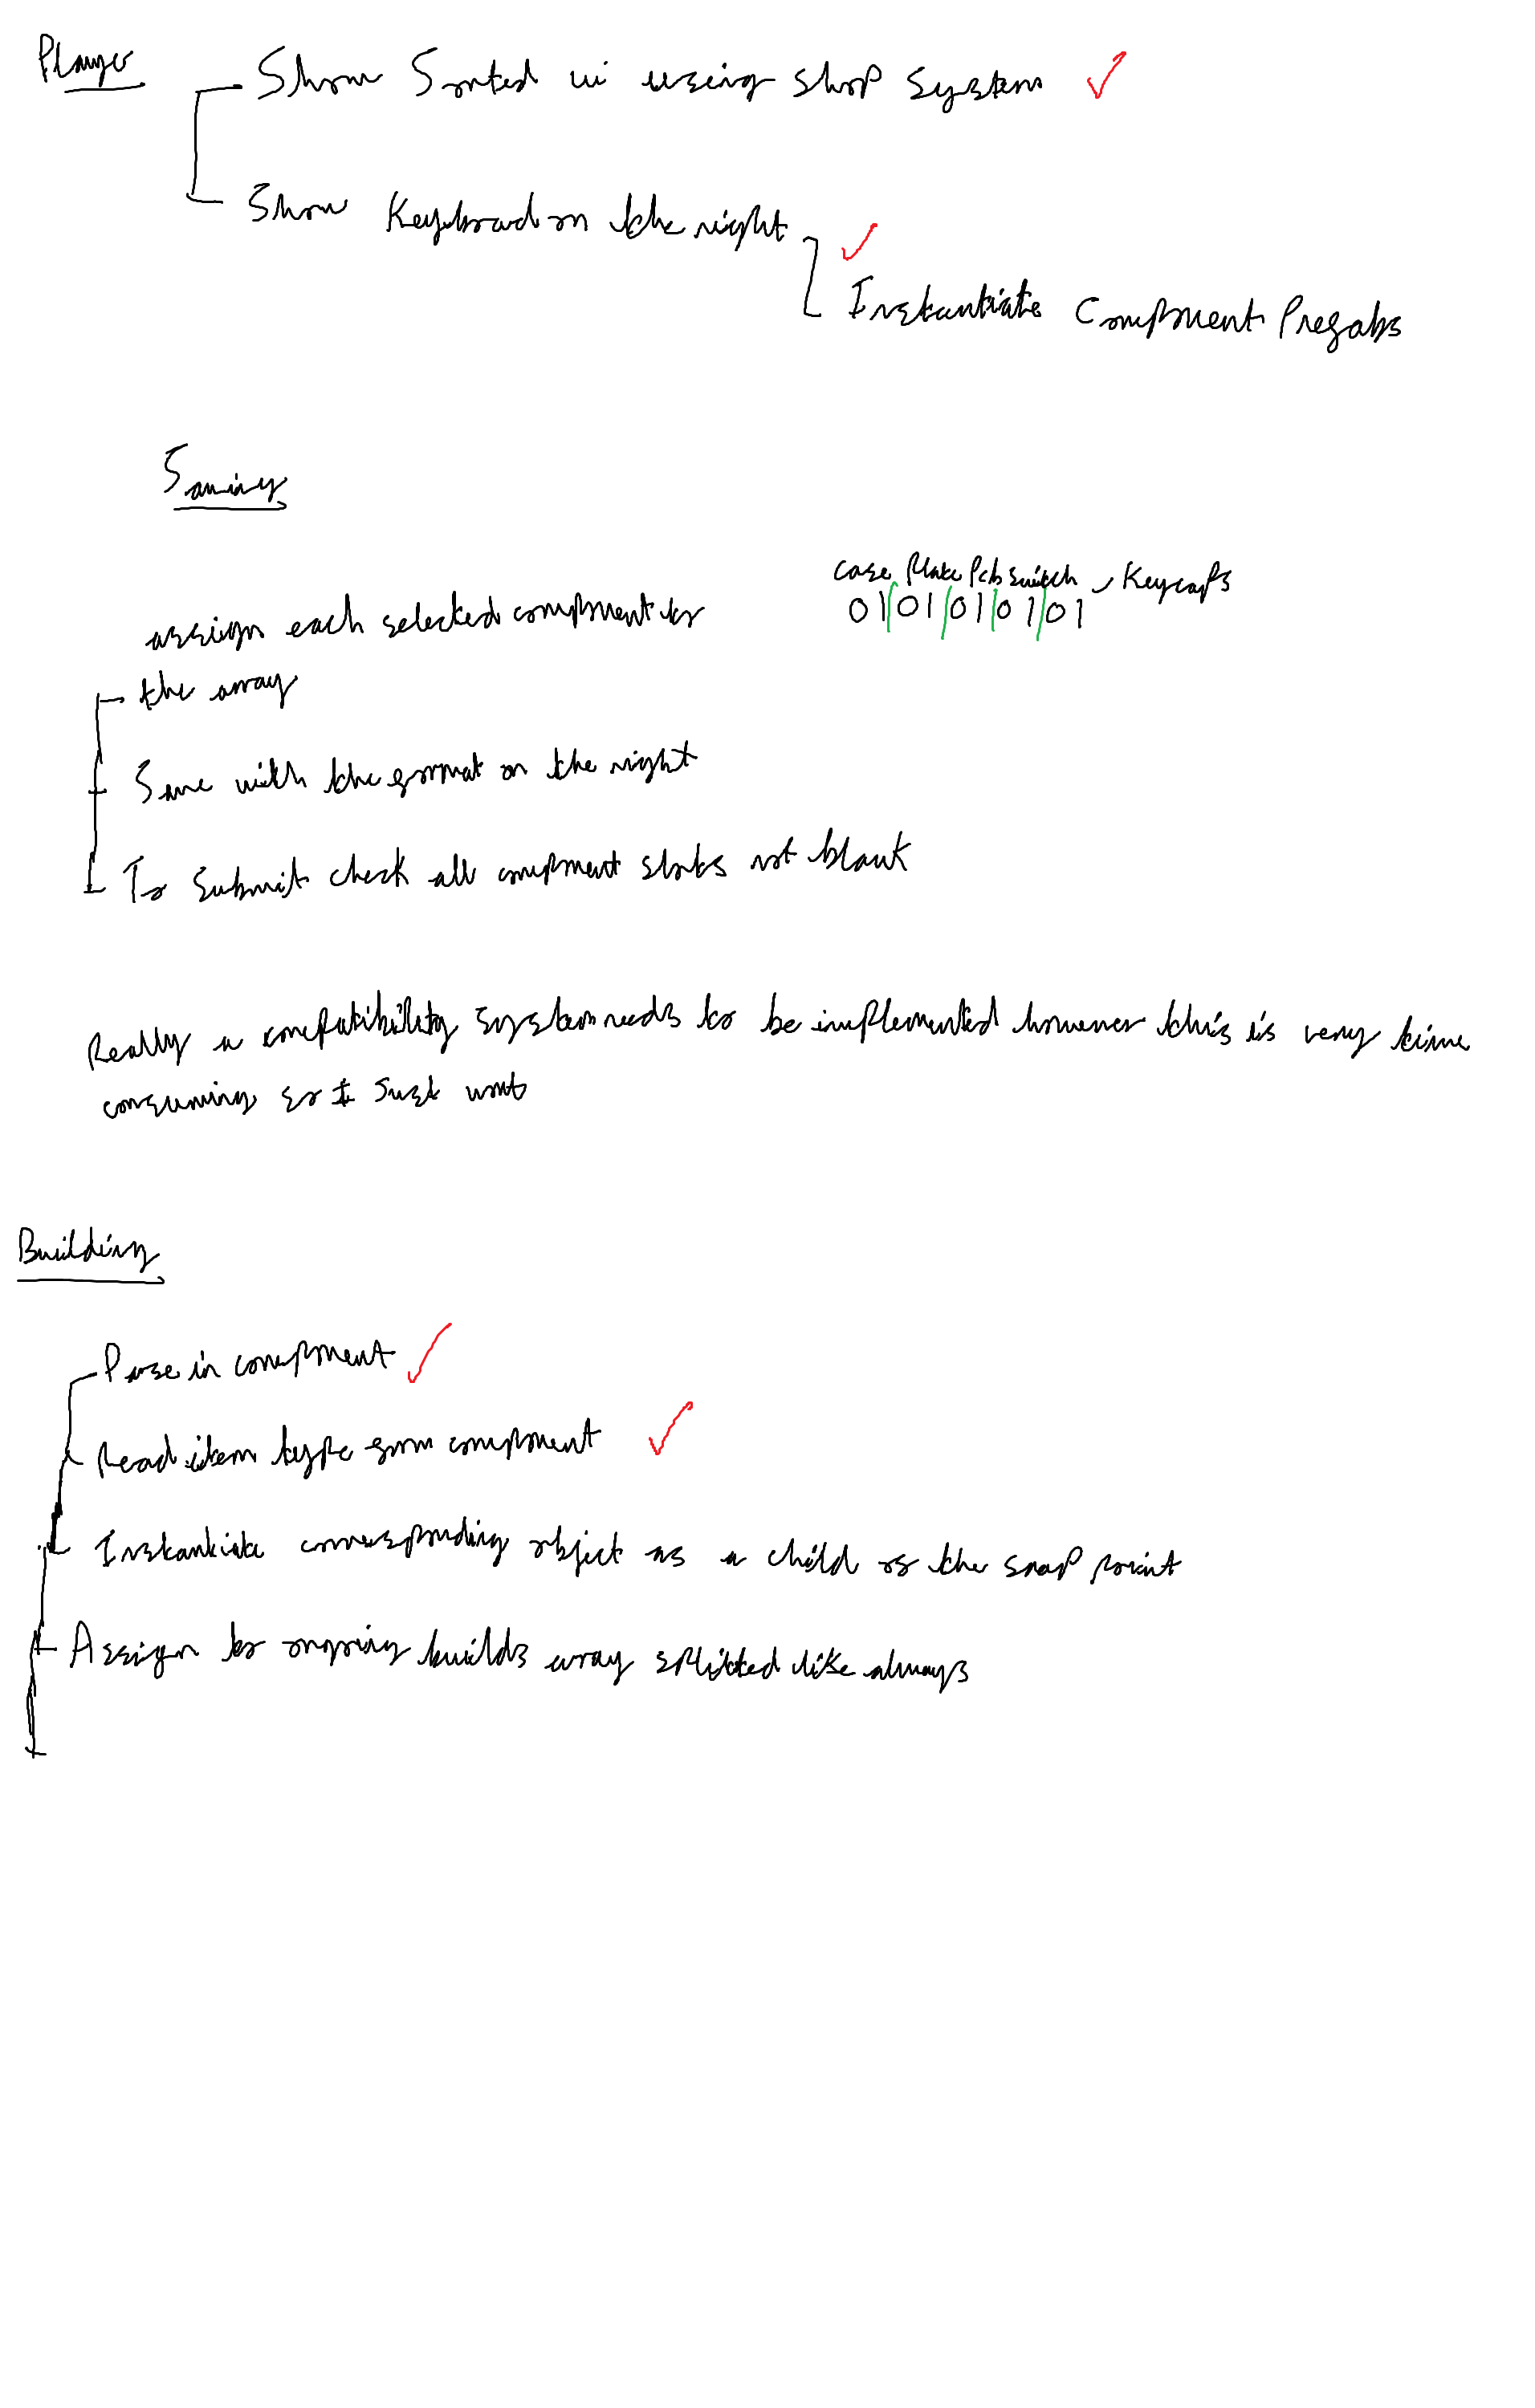 Player
Show Sorted ui using shop system
Show Keyboard on the right
Instantiate Component Prefabs
Saving
case Plate Pcb switch, Keycaps
01 01 01 01 01
assign each selected component to
the array
Save with the format on the right
To submit check all component slots not blank
Really a compatibility system needs to be implemented however this is very time
consuming so I just wont
Building
Parse in component
Read item type from component
Instantiate corresponding object as a child of the snap point
Assign to ongoing builds array splitted like always